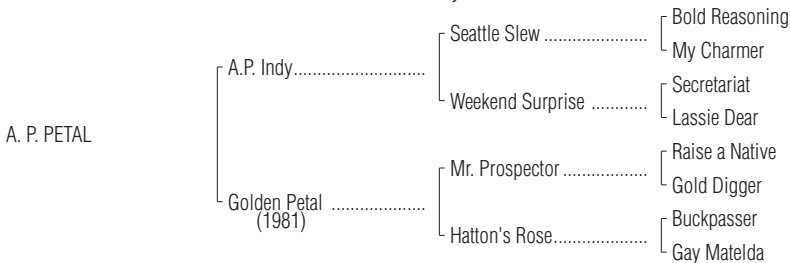 Bold Reasoning
Seattle Slew ......................
My Charmer
A.P. Indy............................
Secretariat
Weekend Surprise ............
Lassie Dear
A. P. PETAL
Raise a Native
Mr. Prospector ..................
Gold Digger
Golden Petal ....................
(1981)
Buckpasser
Hatton's Rose....................
Gay Matelda